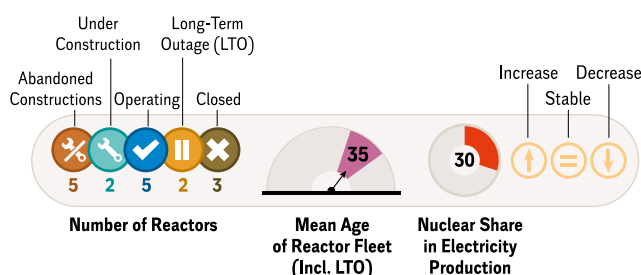 Under
Construction
Long-Term
Outage (LTO)
Abandoned
Constructions
Operating
Closed
Increase
Decrease
Stable
5 2 5 2 3
35
30
Number of Reactors
Mean Age
of Reactor Fleet
(Incl. LTO)
Nuclear Share
in Electricity
Production